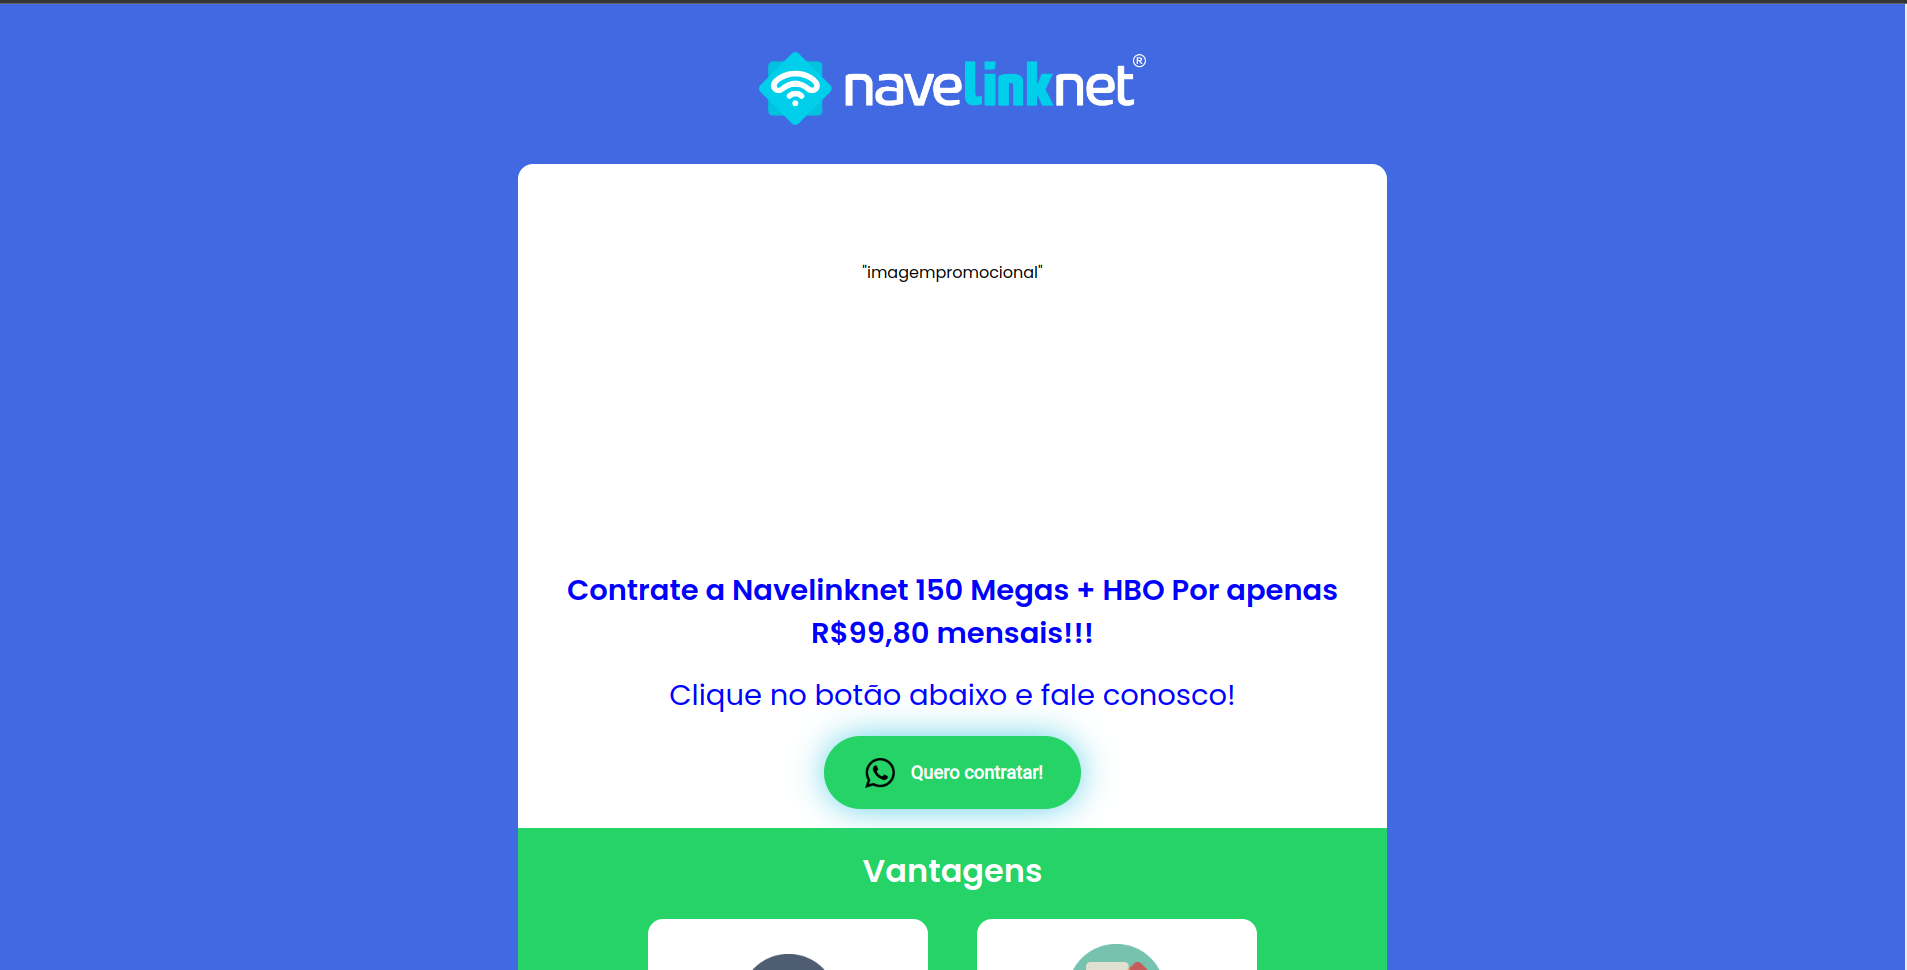 navelinknet®
"imagempromocional"
Contrate a Navelinknet 150 Megas + HBO Por apenas
R$99,80 mensais!!!
Clique no botão abaixo e fale conosco!
Quero contratar!
Vantagens